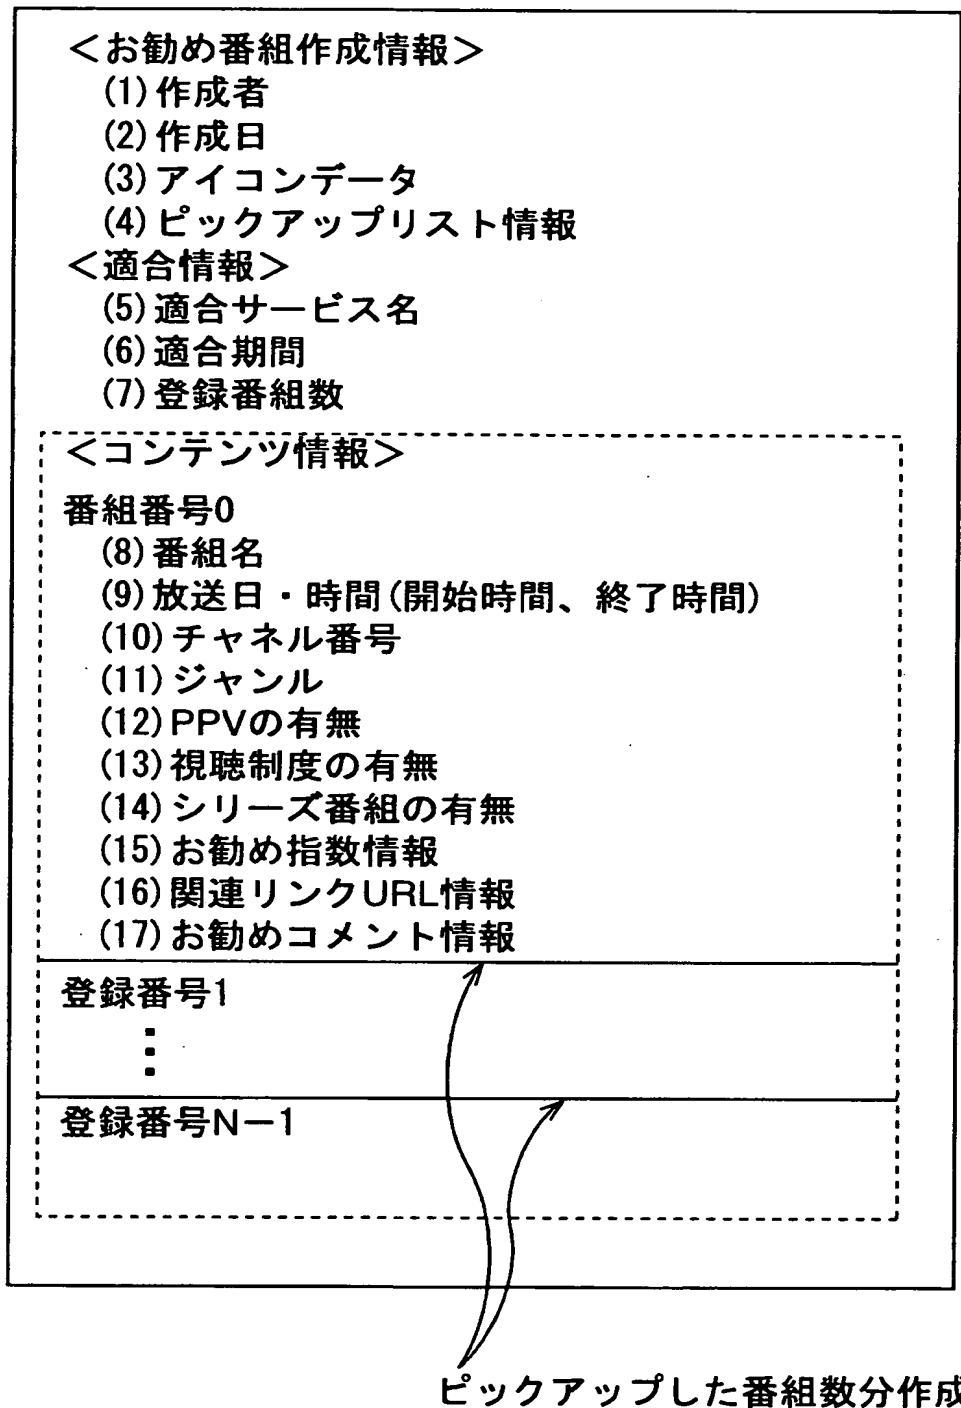 ＜お勧め番組作成情報＞
(1)作成者
(2)作成日
(3)アイコンデータ
(4)ピックアップリスト情報
＜適合情報＞
(5)適合サービス名
(6)適合期間
(7)登録番組数
＜コンテンツ情報＞
番組番号0
(8)番組名
(9)放送日・時間(開始時間、終了時間)
(10)チャネル番号
(11)ジャンル
(12)PPVの有無
(13)視聴制度の有無
(14)シリーズ番組の有無
(15)お勧め指数情報
(16)関連リンクURL情報
(17)お勧めコメント情報
登録番号1
登録番号N－1
ピックアップした番組数分作成